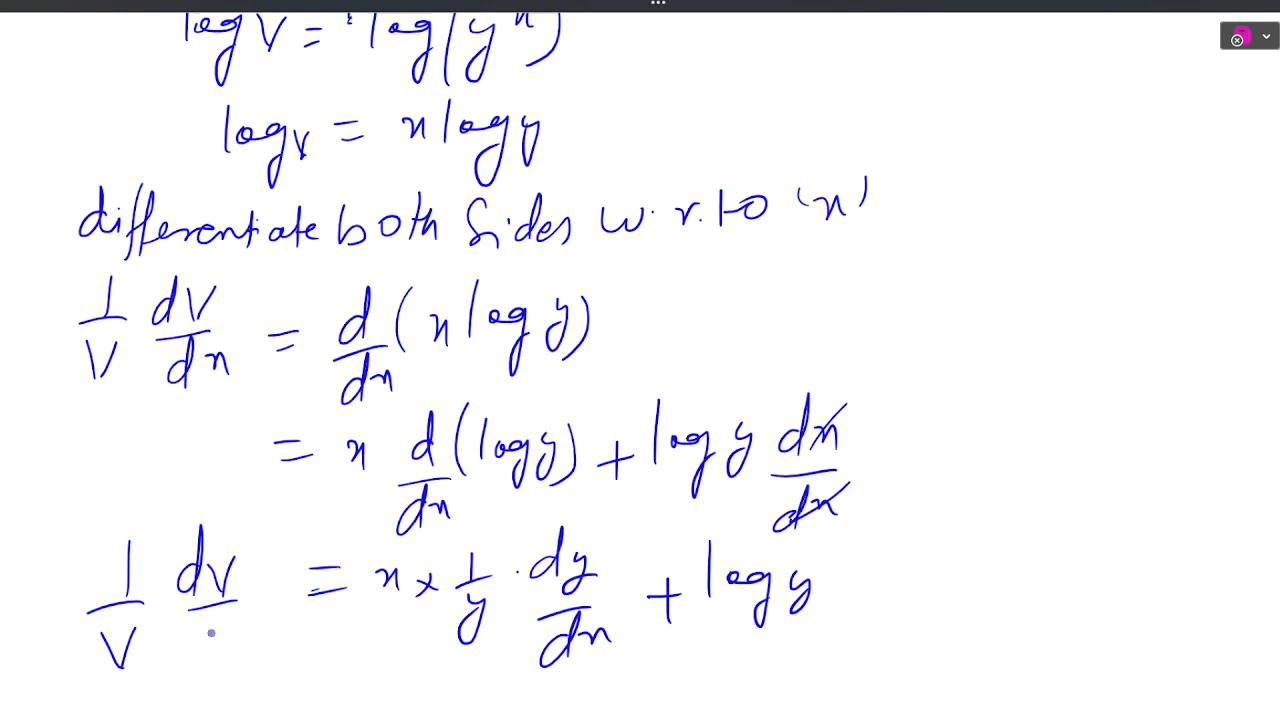 log V = log(y^x)
log v = x log y
differentiate both sides w.r.to 'x'
1/V dV/dx = d/dx (x log y)
= x d/dx (log y) + log y dx/dx
1/V dv/ = x × 1/y . dy/dx + log y